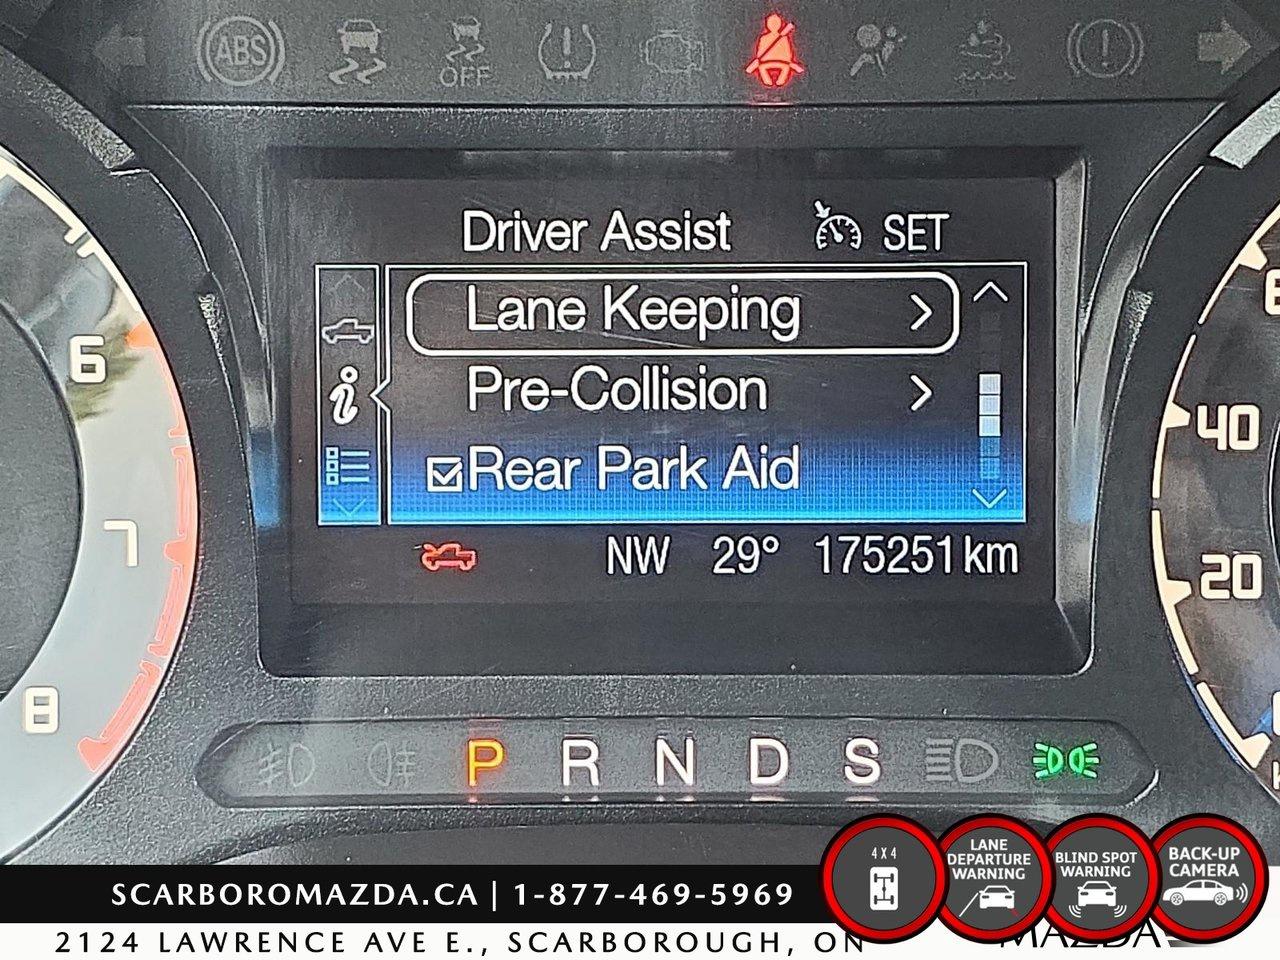 ABS
OFF
Driver Assist SET
Lane Keeping
Pre-Collision
Rear Park Aid
NW 29° 175251 km
6
7
8
40
20
P R N D S
4X4
LANE
DEPARTURE
WARNING
BLIND SPOT
WARNING
BACK-UP
CAMERA
SCARBOROMAZDA.CA | 1-877-469-5969
2124 LAWRENCE AVE E., SCARBOROUGH, ON
MAZDA